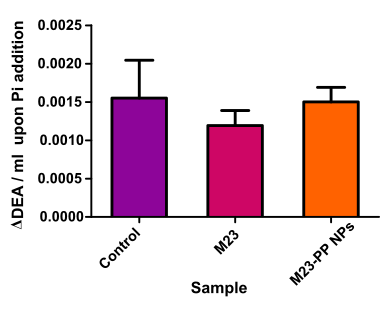 ΔDEA / ml upon Pi addition
0.0025
0.0020
0.0015
0.0010
0.0005
0.0000
Control
M23
M23-PP NPs
Sample